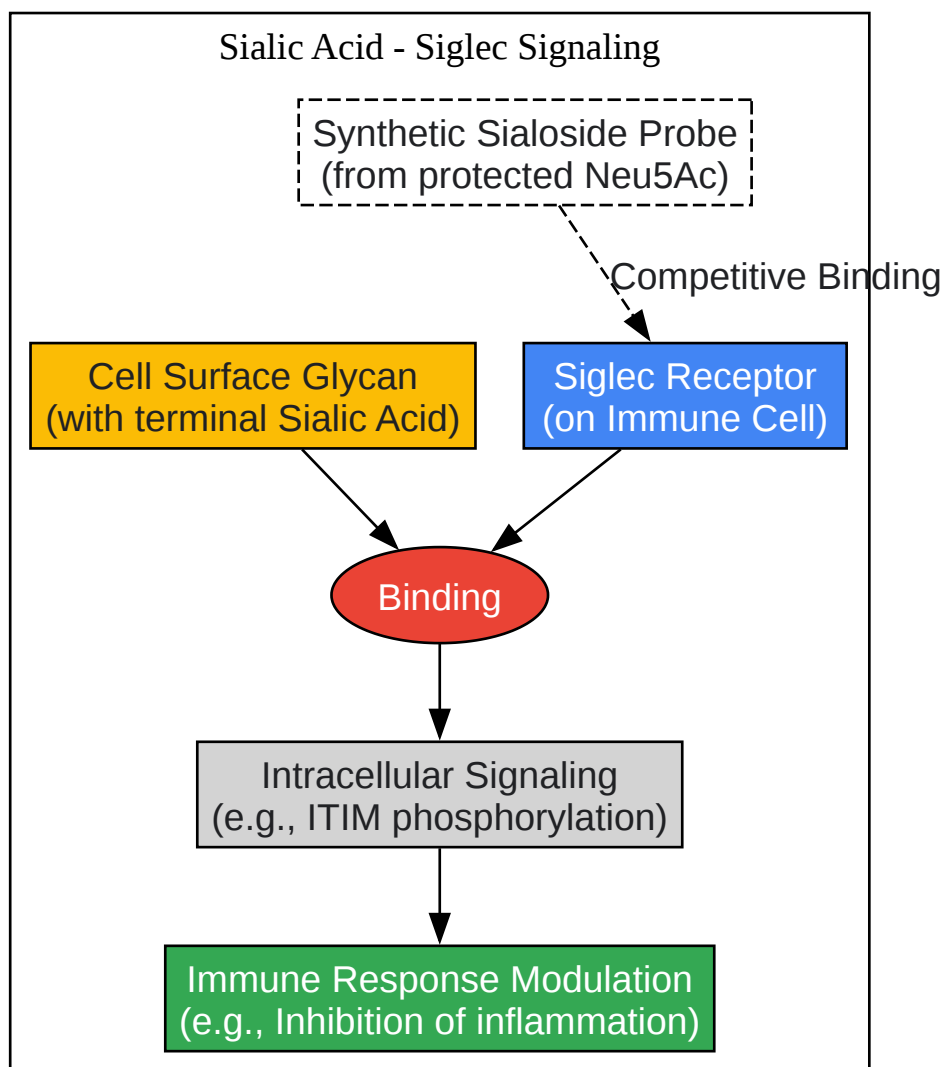 Sialic Acid - Siglec Signaling
Synthetic Sialoside Probe
(from protected Neu5Ac)
Competitive Binding
Cell Surface Glycan
(with terminal Sialic Acid)
Siglec Receptor
(on Immune Cell)
Binding
Intracellular Signaling
(e.g., ITIM phosphorylation)
Immune Response Modulation
(e.g., Inhibition of inflammation)